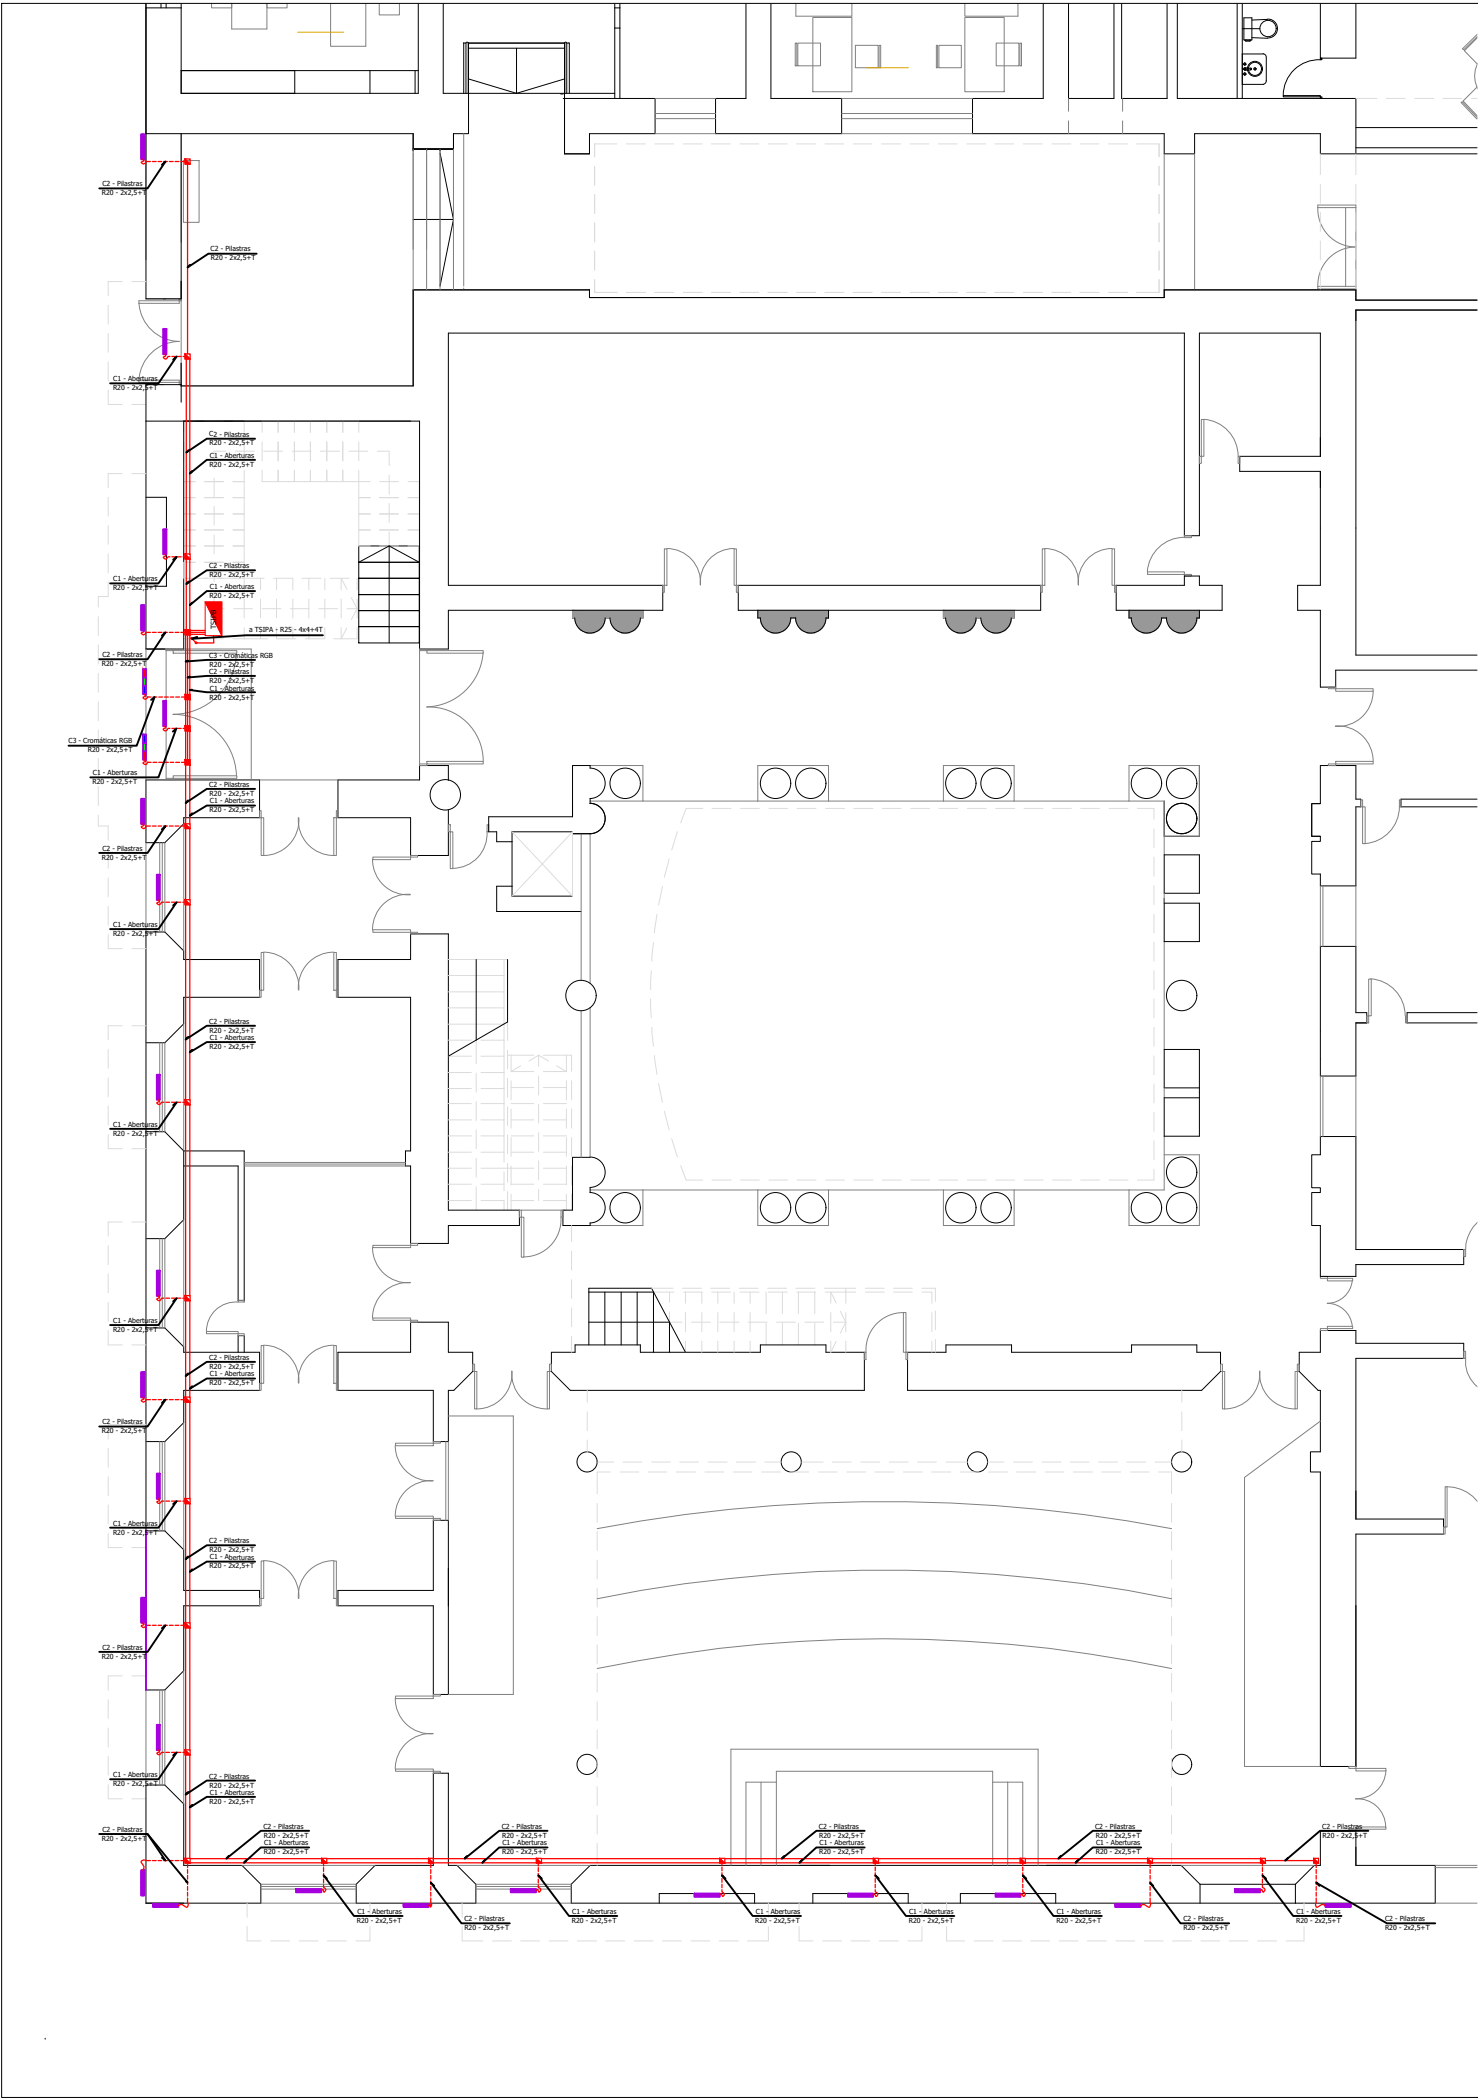 C2 - Pilastras
R20 - 2x2,5+T
C2 - Pilastras
R20 - 2x2,5+T
C1 - Aberturas
R20 - 2x2,5+T
C2 - Pilastras
R20 - 2x2,5+T
C1 - Aberturas
R20 - 2x2,5+T
C2 - Pilastras
R20 - 2x2,5+T
C1 - Aberturas
R20 - 2x2,5+T
C1 - Aberturas
R20 - 2x2,5+T
a TSIPA - R25 - 4x4+4T
C2 - Pilastras
R20 - 2x2,5+T
C3 - Cromáticas RGB
R20 - 2x2,5+T
C2 - Pilastras
R20 - 2x2,5+T
C1 - Aberturas
R20 - 2x2,5+T
C3 - Cromáticas RGB
R20 - 2x2,5+T
C1 - Aberturas
R20 - 2x2,5+T
C2 - Pilastras
R20 - 2x2,5+T
C1 - Aberturas
R20 - 2x2,5+T
C2 - Pilastras
R20 - 2x2,5+T
C1 - Aberturas
R20 - 2x2,5+T
C2 - Pilastras
R20 - 2x2,5+T
C1 - Aberturas
R20 - 2x2,5+T
C1 - Aberturas
R20 - 2x2,5+T
C1 - Aberturas
R20 - 2x2,5+T
C2 - Pilastras
R20 - 2x2,5+T
C1 - Aberturas
R20 - 2x2,5+T
C2 - Pilastras
R20 - 2x2,5+T
C1 - Aberturas
R20 - 2x2,5+T
C2 - Pilastras
R20 - 2x2,5+T
C1 - Aberturas
R20 - 2x2,5+T
C2 - Pilastras
R20 - 2x2,5+T
C1 - Aberturas
R20 - 2x2,5+T
C2 - Pilastras
R20 - 2x2,5+T
C1 - Aberturas
R20 - 2x2,5+T
C2 - Pilastras
R20 - 2x2,5+T
C2 - Pilastras
R20 - 2x2,5+T
C1 - Aberturas
R20 - 2x2,5+T
C2 - Pilastras
R20 - 2x2,5+T
C1 - Aberturas
R20 - 2x2,5+T
C2 - Pilastras
R20 - 2x2,5+T
C1 - Aberturas
R20 - 2x2,5+T
C2 - Pilastras
R20 - 2x2,5+T
C1 - Aberturas
R20 - 2x2,5+T
C2 - Pilastras
R20 - 2x2,5+T
C1 - Aberturas
R20 - 2x2,5+T
C2 - Pilastras
R20 - 2x2,5+T
C1 - Aberturas
R20 - 2x2,5+T
C1 - Aberturas
R20 - 2x2,5+T
C1 - Aberturas
R20 - 2x2,5+T
C1 - Aberturas
R20 - 2x2,5+T
C2 - Pilastras
R20 - 2x2,5+T
C1 - Aberturas
R20 - 2x2,5+T
C2 - Pilastras
R20 - 2x2,5+T